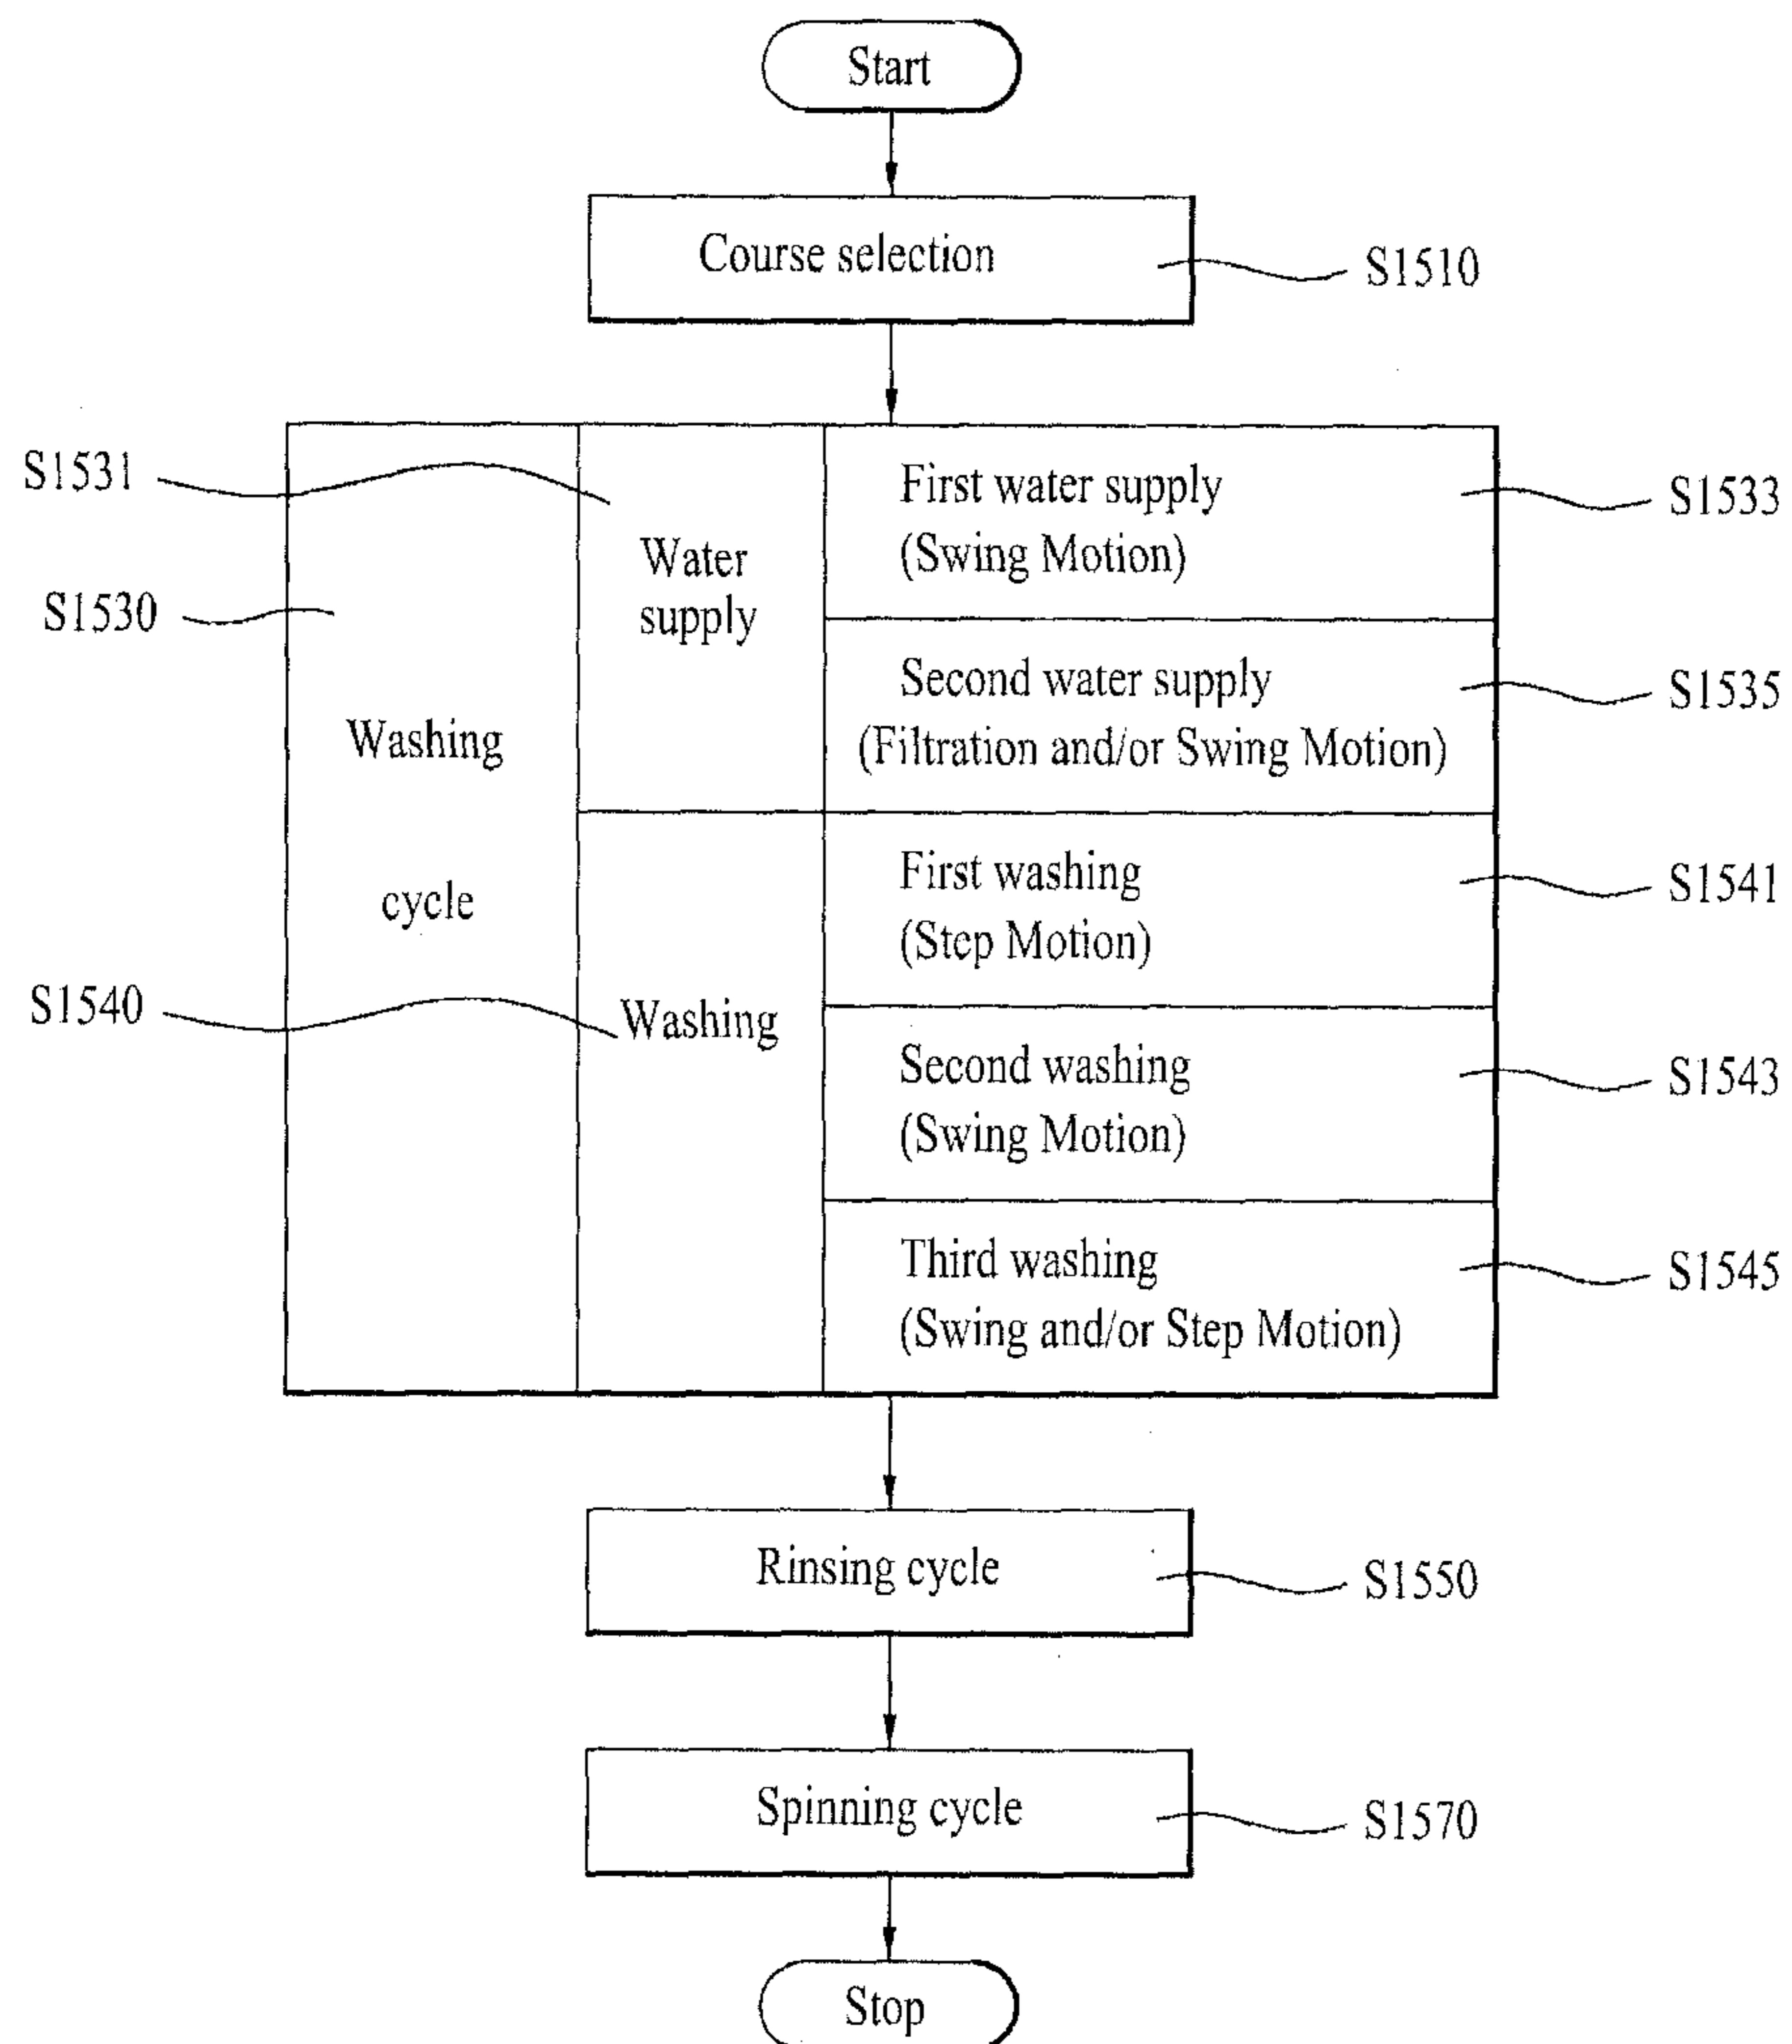 Start
Course selection
S1510
S1531
S1530
Washing
cycle
Water
supply
First water supply
(Swing Motion)
S1533
Second water supply
(Filtration and/or Swing Motion)
S1535
S1540
Washing
First washing
(Step Motion)
S1541
Second washing
(Swing Motion)
S1543
Third washing
(Swing and/or Step Motion)
S1545
Rinsing cycle
S1550
Spinning cycle
S1570
Stop